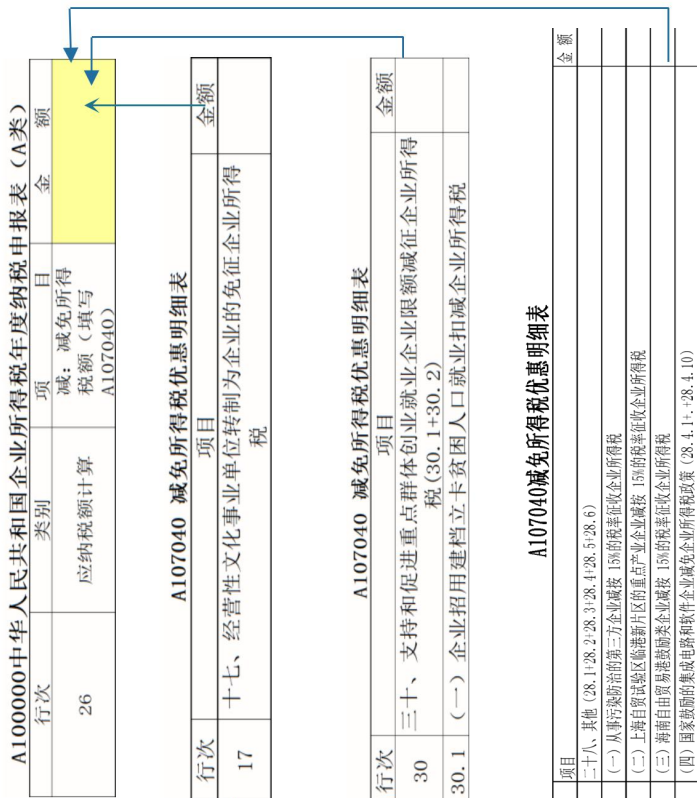 A100000中华人民共和国企业所得税年度纳税申报表（A类）
行次 类别 项 目 金 额
26 应纳税额计算 减：减免所得
税额（填写
A107040）
A107040 减免所得税优惠明细表
行次 项目 金额
17 十七、经营性文化事业单位转制为企业的免征企业所得
税
A107040 减免所得税优惠明细表
行次 项目 金额
30 三十、支持和促进重点群体创业就业企业限额减征企业所得
税(30.1+30.2)
30.1 （一）企业招用建档立卡贫困人口就业扣减企业所得税
A107040减免所得税优惠明细表
项目 金 额
二十八、其他（28.1+28.2+28.3+28.4+28.5+28.6）
（一）从事污染防治的第三方企业减按 15%的税率征收企业所得税
（二）上海自贸试验区临港新片区的重点产业企业减按 15%的税率征收企业所得税
（三）海南自由贸易港鼓励类企业减按 15%的税率征收企业所得税
（四）国家鼓励的集成电路和软件企业减免企业所得税政策（28.4.1+…+28.4.10）